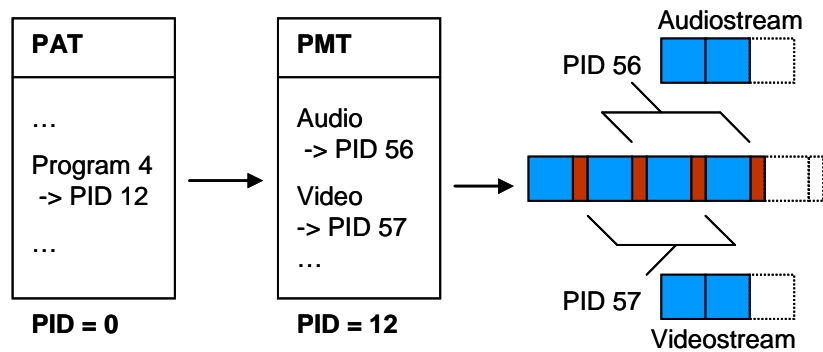 PAT
...
Program 4
-> PID 12
...
PID = 0
PMT
Audio
-> PID 56
Video
-> PID 57
...
PID = 12
Audiostream
PID 56
PID 57
Videostream